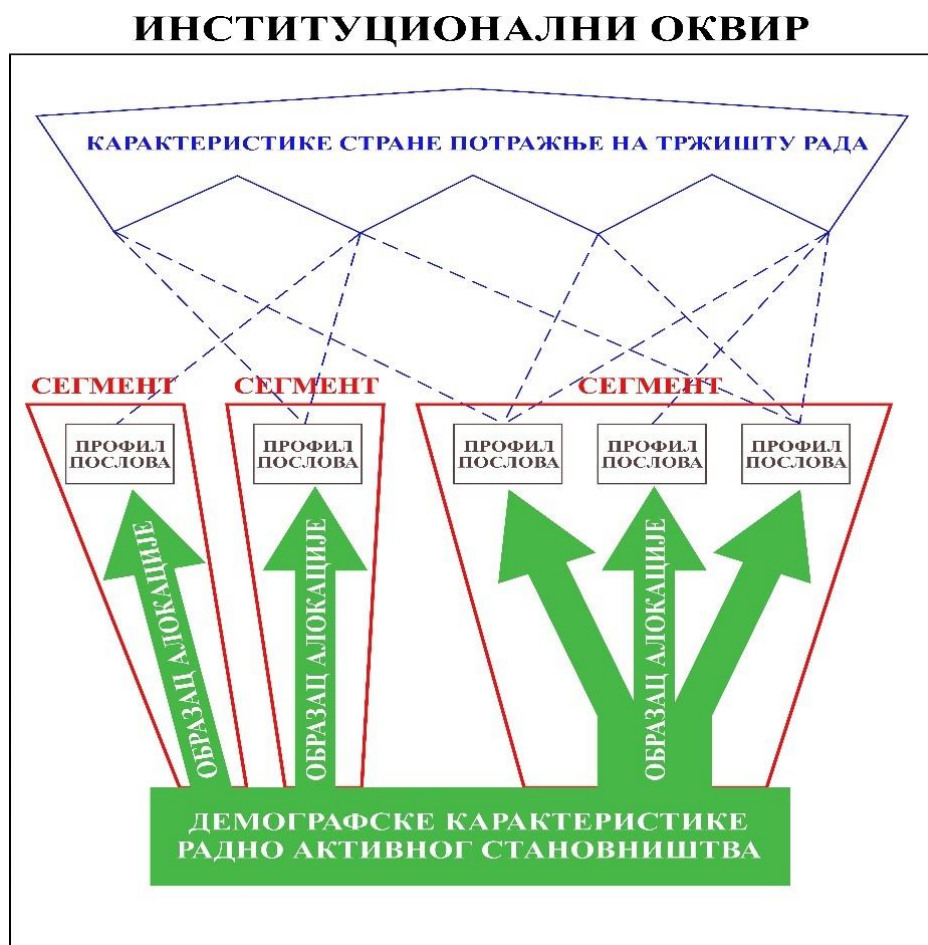 ИНСТИТУЦИОНАЛНИ ОКВИР
КАРАКТЕРИСТИКЕ СТРАНЕ ПОТРАЖЊЕ НА ТРЖИШТУ РАДА
СЕГМЕНТ
СЕГМЕНТ
СЕГМЕНТ
ПРОФИЛ
ПОСЛОВА
ПРОФИЛ
ПОСЛОВА
ПРОФИЛ
ПОСЛОВА
ПРОФИЛ
ПОСЛОВА
ПРОФИЛ
ПОСЛОВА
ОБРАЗАЦ АЛОКАЦИЈЕ
ОБРАЗАЦ АЛОКАЦИЈЕ
ОБРАЗАЦ АЛОКАЦИЈЕ
ДЕМОГРАФСКЕ КАРАКТЕРИСТИКЕ
РАДНО АКТИВНОГ СТАНОВНИШТВА